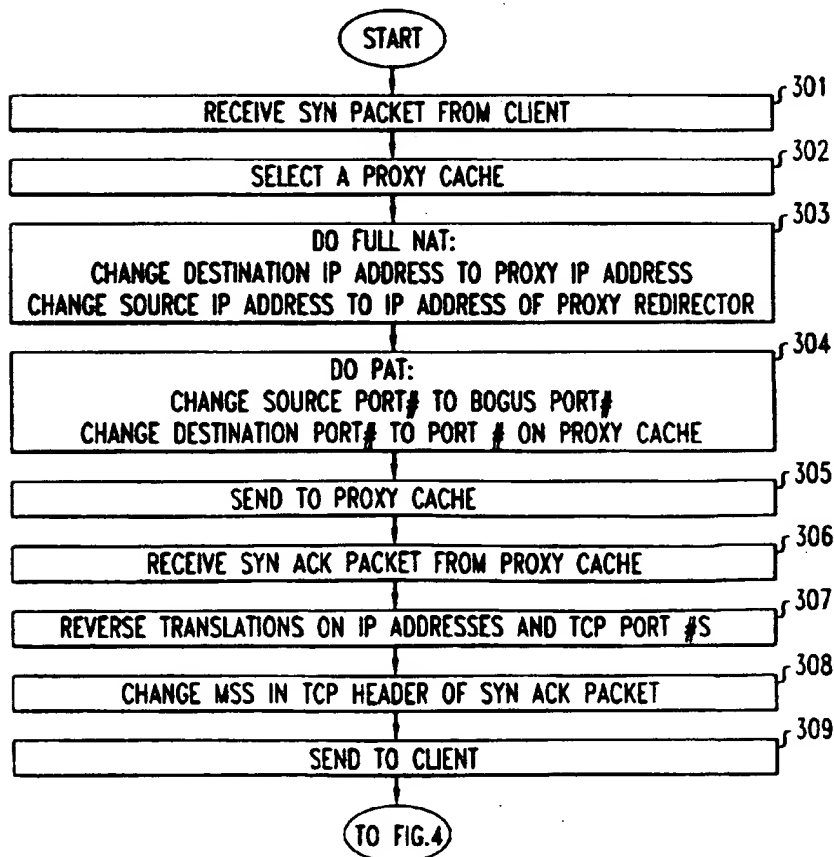 START
301
RECEIVE SYN PACKET FROM CLIENT
302
SELECT A PROXY CACHE
303
DO FULL NAT:
CHANGE DESTINATION IP ADDRESS TO PROXY IP ADDRESS
CHANGE SOURCE IP ADDRESS TO IP ADDRESS OF PROXY REDIRECTOR
304
DO PAT:
CHANGE SOURCE PORT# TO BOGUS PORT#
CHANGE DESTINATION PORT# TO PORT # ON PROXY CACHE
305
SEND TO PROXY CACHE
306
RECEIVE SYN ACK PACKET FROM PROXY CACHE
307
REVERSE TRANSLATIONS ON IP ADDRESSES AND TCP PORT #S
308
CHANGE MSS IN TCP HEADER OF SYN ACK PACKET
309
SEND TO CLIENT
TO FIG.4